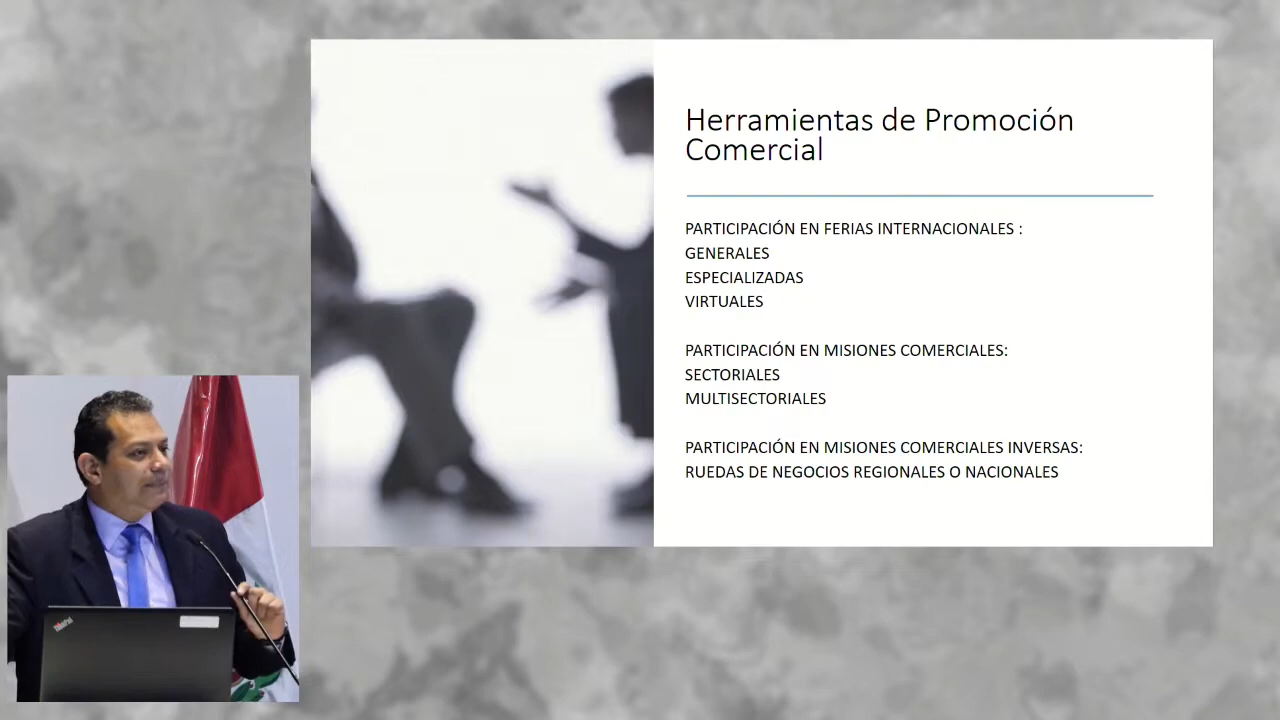 Herramientas de Promoción
Comercial
PARTICIPACIÓN EN FERIAS INTERNACIONALES :
GENERALES
ESPECIALIZADAS
VIRTUALES
PARTICIPACIÓN EN MISIONES COMERCIALES:
SECTORIALES
MULTISECTORIALES
PARTICIPACIÓN EN MISIONES COMERCIALES INVERSAS:
RUEDAS DE NEGOCIOS REGIONALES O NACIONALES